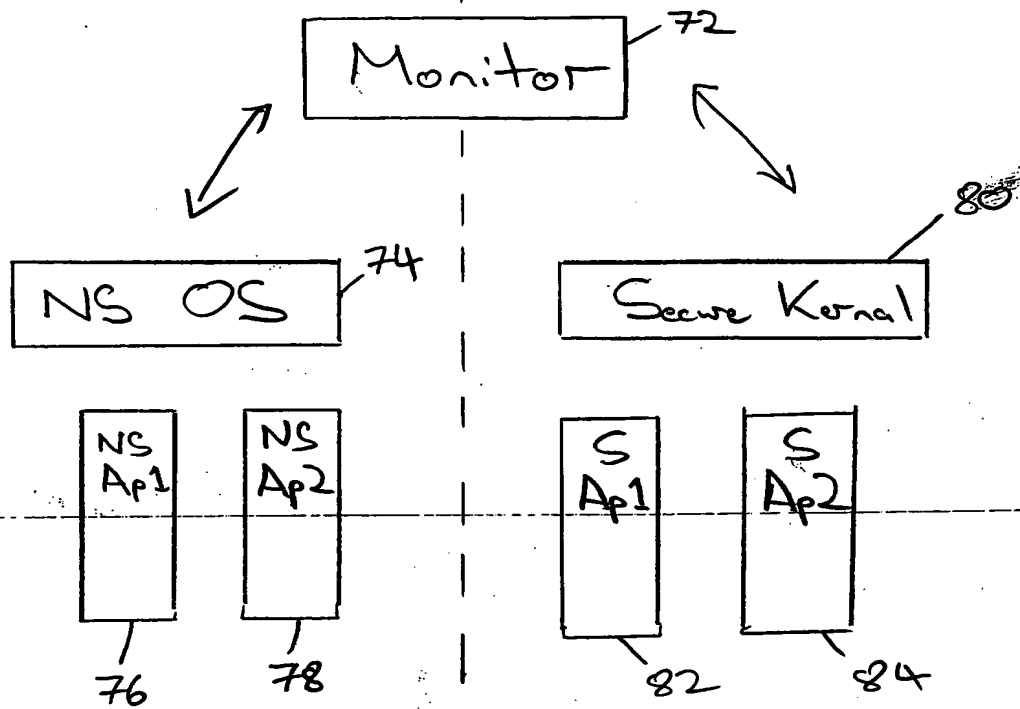 72
Monitor
80
74
NS OS
Secure Kernal
NS
Ap1
NS
Ap2
S
Ap1
S
Ap2
76
78
82
84